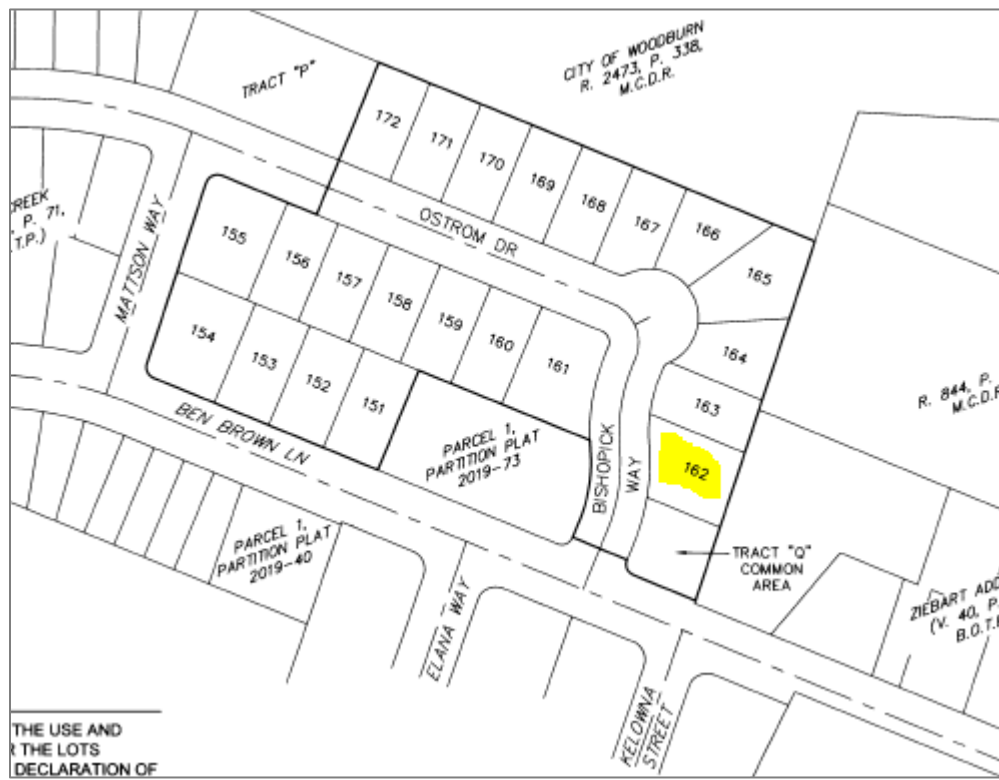 CITY OF WOODBURN
R. 2473, P. 338,
M.C.D.R.
TRACT "P"
172
171
170
169
168
167
166
165
164
163
162
OSTROM DR
CREEK
P. 71,
T.P.)
MATTSON WAY
155
156
157
158
159
160
161
154
153
152
151
BEN BROWN LN
PARCEL 1,
PARTITION PLAT
2019-73
BISHOPICK
WAY
R. 844, P.
M.C.D.R
TRACT "Q"
COMMON
AREA
PARCEL 1,
PARTITION PLAT
2019-40
ELANA WAY
KELOWNA
STREET
ZIEBART ADD
(V. 40, P.
B.O.T.
THE USE AND
THE LOTS
DECLARATION OF